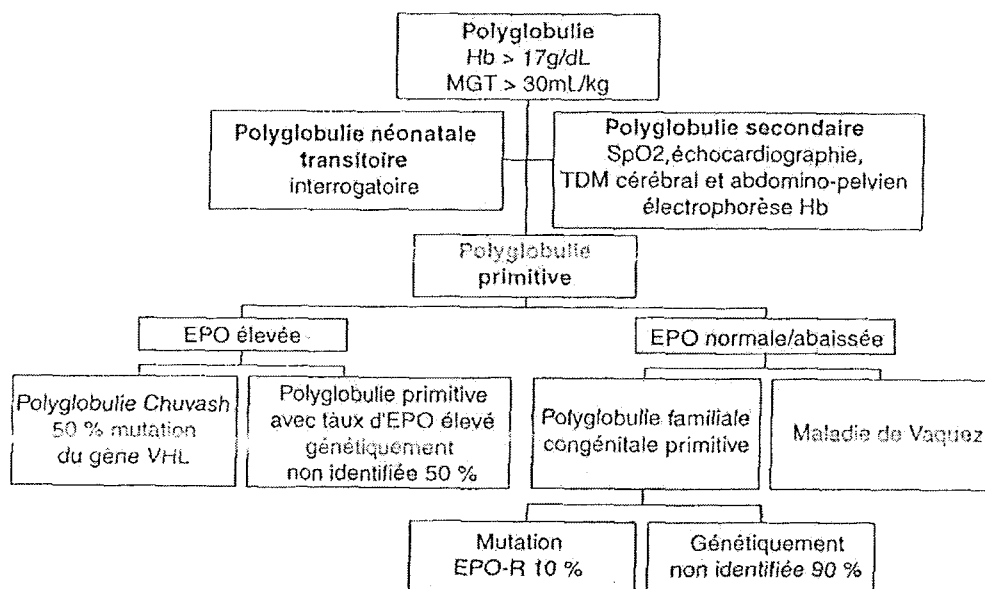 Polyglobulie
Hb > 17g/dL
MGT > 30mL/kg
Polyglobulie néonatale
transitoire
interrogatoire
Polyglobulie secondaire
SpO2,échocardiographie,
TDM cérébral et abdomino-pelvien
électrophorèse Hb
Polyglobulie
primitive
EPO élevée
EPO normale/abaissée
Polyglobulie Chuvash
50 % mutation
du gène VHL
Polyglobulie primitive
avec taux d'EPO élevé
génétiquement
non identifiée 50 %
Polyglobulie familiale
congénitale primitive
Maladie de Vaquez
Mutation
EPO-R 10 %
Génétiquement
non identifiée 90 %